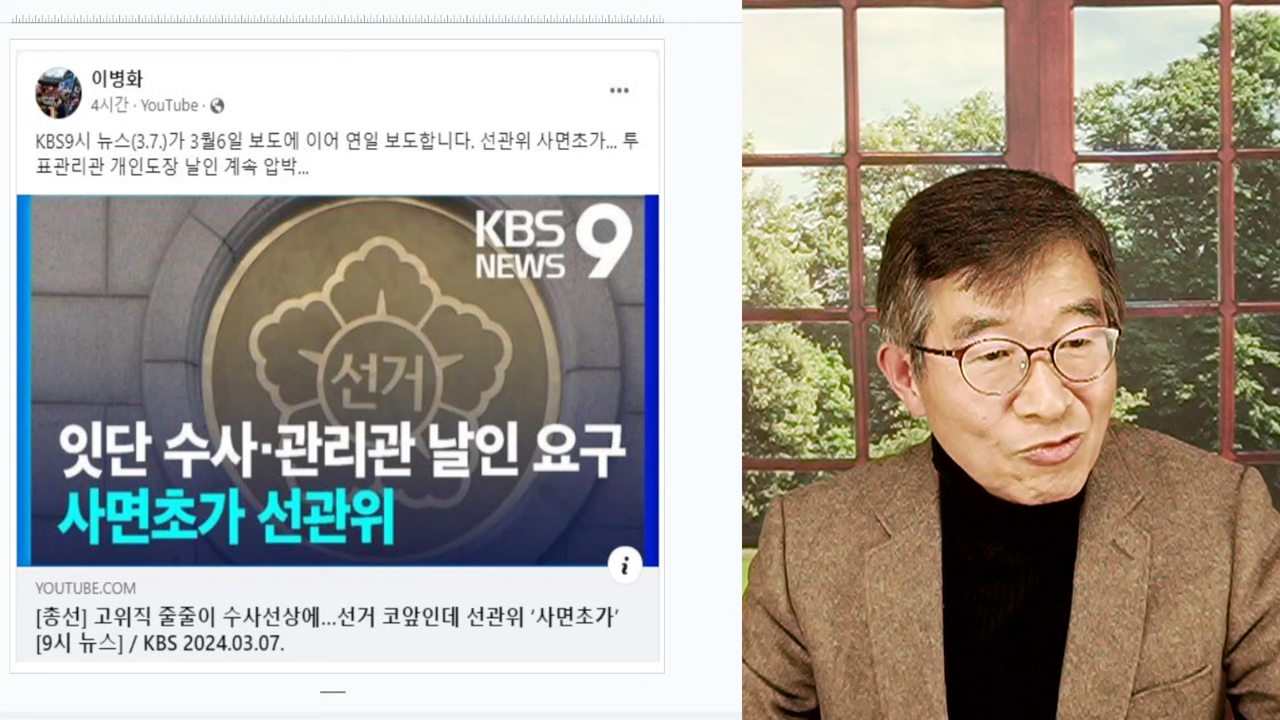 이병화
4시간 · YouTube ·
KBS9시 뉴스(3.7.)가 3월6일 보도에 이어 연일 보도합니다. 선관위 사면초가... 투
표관리관 개인도장 날인 계속 압박...
KBS 9
NEWS
선거
잇단 수사·관리관 날인 요구
사면초가 선관위
YOUTUBE.COM
[총선] 고위직 줄줄이 수사선상에...선거 코앞인데 선관위 ‘사면초가’
[9시 뉴스] / KBS 2024.03.07.